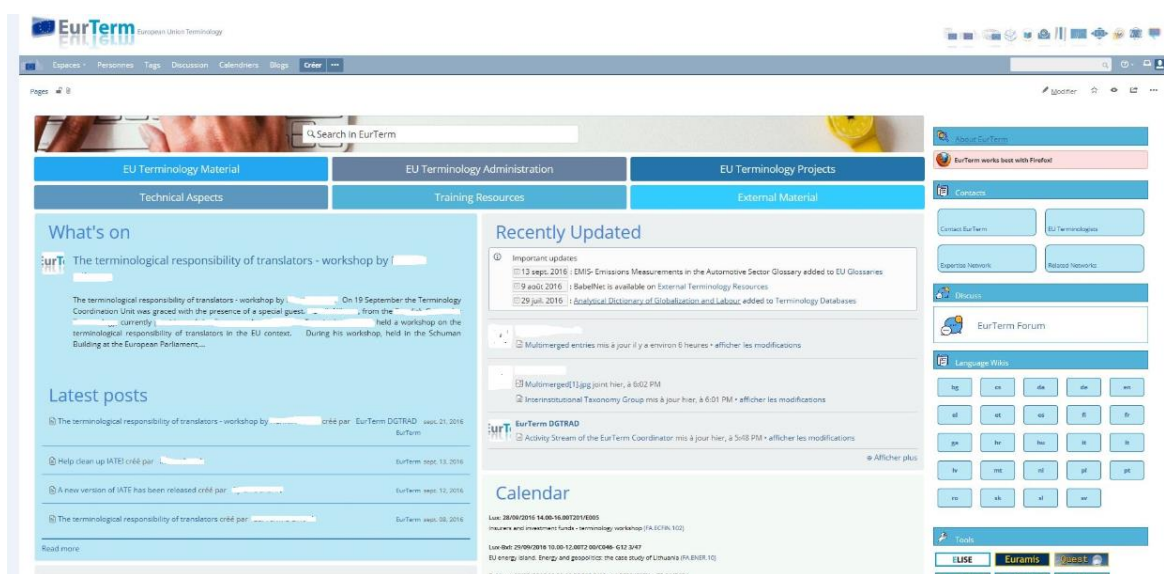 EurTerm European Union Terminology
Espaces Personnes Tags Discussion Calendriers Blogs Créer
Pages
Modifier
Search in EurTerm
EU Terminology Material
EU Terminology Administration
EU Terminology Projects
Technical Aspects
Training Resources
External Material
What's on
The terminological responsibility of translators - workshop by
The terminological responsibility of translators - workshop by
On 19 September the Terminology
Coordination Unit was graced with the presence of a special guest,
from the
currently
held a workshop on the
terminological responsibility of translators in the EU context. During his workshop, held in the Schuman
Building at the European Parliament,...
Latest posts
The terminological responsibility of translators - workshop by créé par EurTerm DGTRAD sept. 21, 2016
EurTerm
Help clean up IATE! créé par EurTerm sept. 13, 2016
A new version of IATE has been released créé par EurTerm sept. 12, 2016
The terminological responsibility of translators créé par EurTerm sept. 08, 2016
Read more
Recently Updated
Important updates
13 sept. 2016 : EMIS- Emissions Measurements in the Automotive Sector Glossary added to EU Glossaries
9 août 2016 : BabelNet is available on External Terminology Resources
29 juil. 2016 : Analytical Dictionary of Globalization and Labour added to Terminology Databases
Multimerged entries mis à jour il y a environ 6 heures • afficher les modifications
Multimerged[1].jpg joint hier, à 6:02 PM
Interinstitutional Taxonomy Group mis à jour hier, à 6:01 PM • afficher les modifications
EurTerm DGTRAD
Activity Stream of the EurTerm Coordinator mis à jour hier, à 5:48 PM • afficher les modifications
Afficher plus
Calendar
Lux: 28/09/2016 14.00-16.00T201/E005
Insurers and investment funds - terminology workshop (FA.ECFIN.102)
Lux-Bxl: 29/09/2016 10.00-12.00T2 00/C046- G12 3/47
EU energy island. Energy and geopolitics: the case study of Lithuania (FA.ENER.10)
About EurTerm
EurTerm works best with Firefox!
Contacts
Contact EurTerm
EU Terminologists
Expertise Network
Related Networks
Discuss
EurTerm Forum
Language Wikis
bg cs da de en
el et es fi fr
ga hr hu it lt
lv mt nl pl pt
ro sk sl sv
Tools
ELISE Euramis Quest